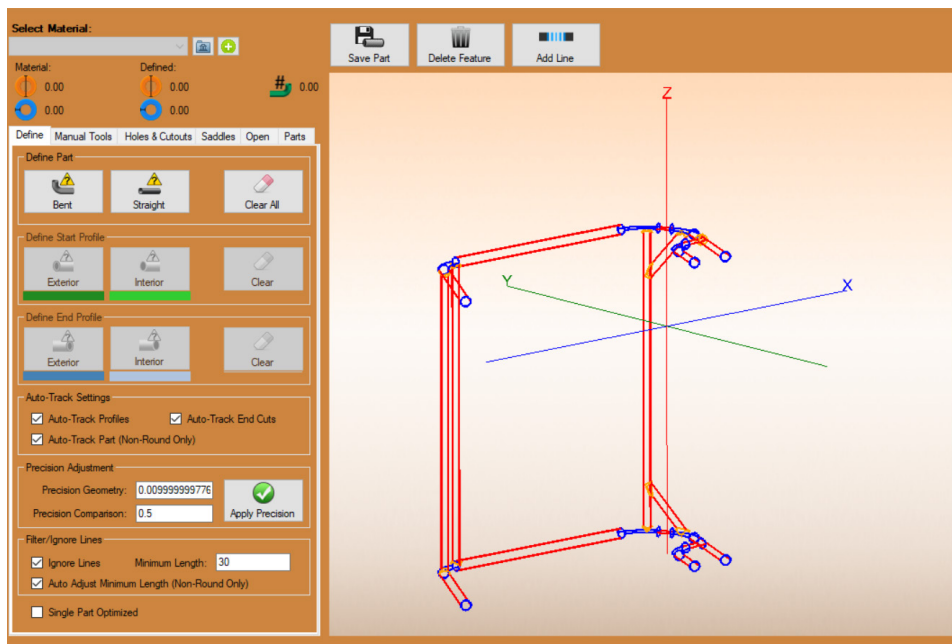 Select Material:
Save Part
Delete Feature
Add Line
Material:
Defined:
0.00
0.00
# 0.00
0.00
0.00
Define
Manual Tools
Holes & Cutouts
Saddles
Open
Parts
Define Part
Bent
Straight
Clear All
Define Start Profile
Exterior
Interior
Clear
Define End Profile
Exterior
Interior
Clear
Auto-Track Settings
Auto-Track Profiles
Auto-Track End Cuts
Auto-Track Part (Non-Round Only)
Precision Adjustment
Precision Geometry: 0.009999999776
Precision Comparison: 0.5
Apply Precision
Filter/Ignore Lines
Ignore Lines
Minimum Length: 30
Auto Adjust Minimum Length (Non-Round Only)
Single Part Optimized
Z
Y
X